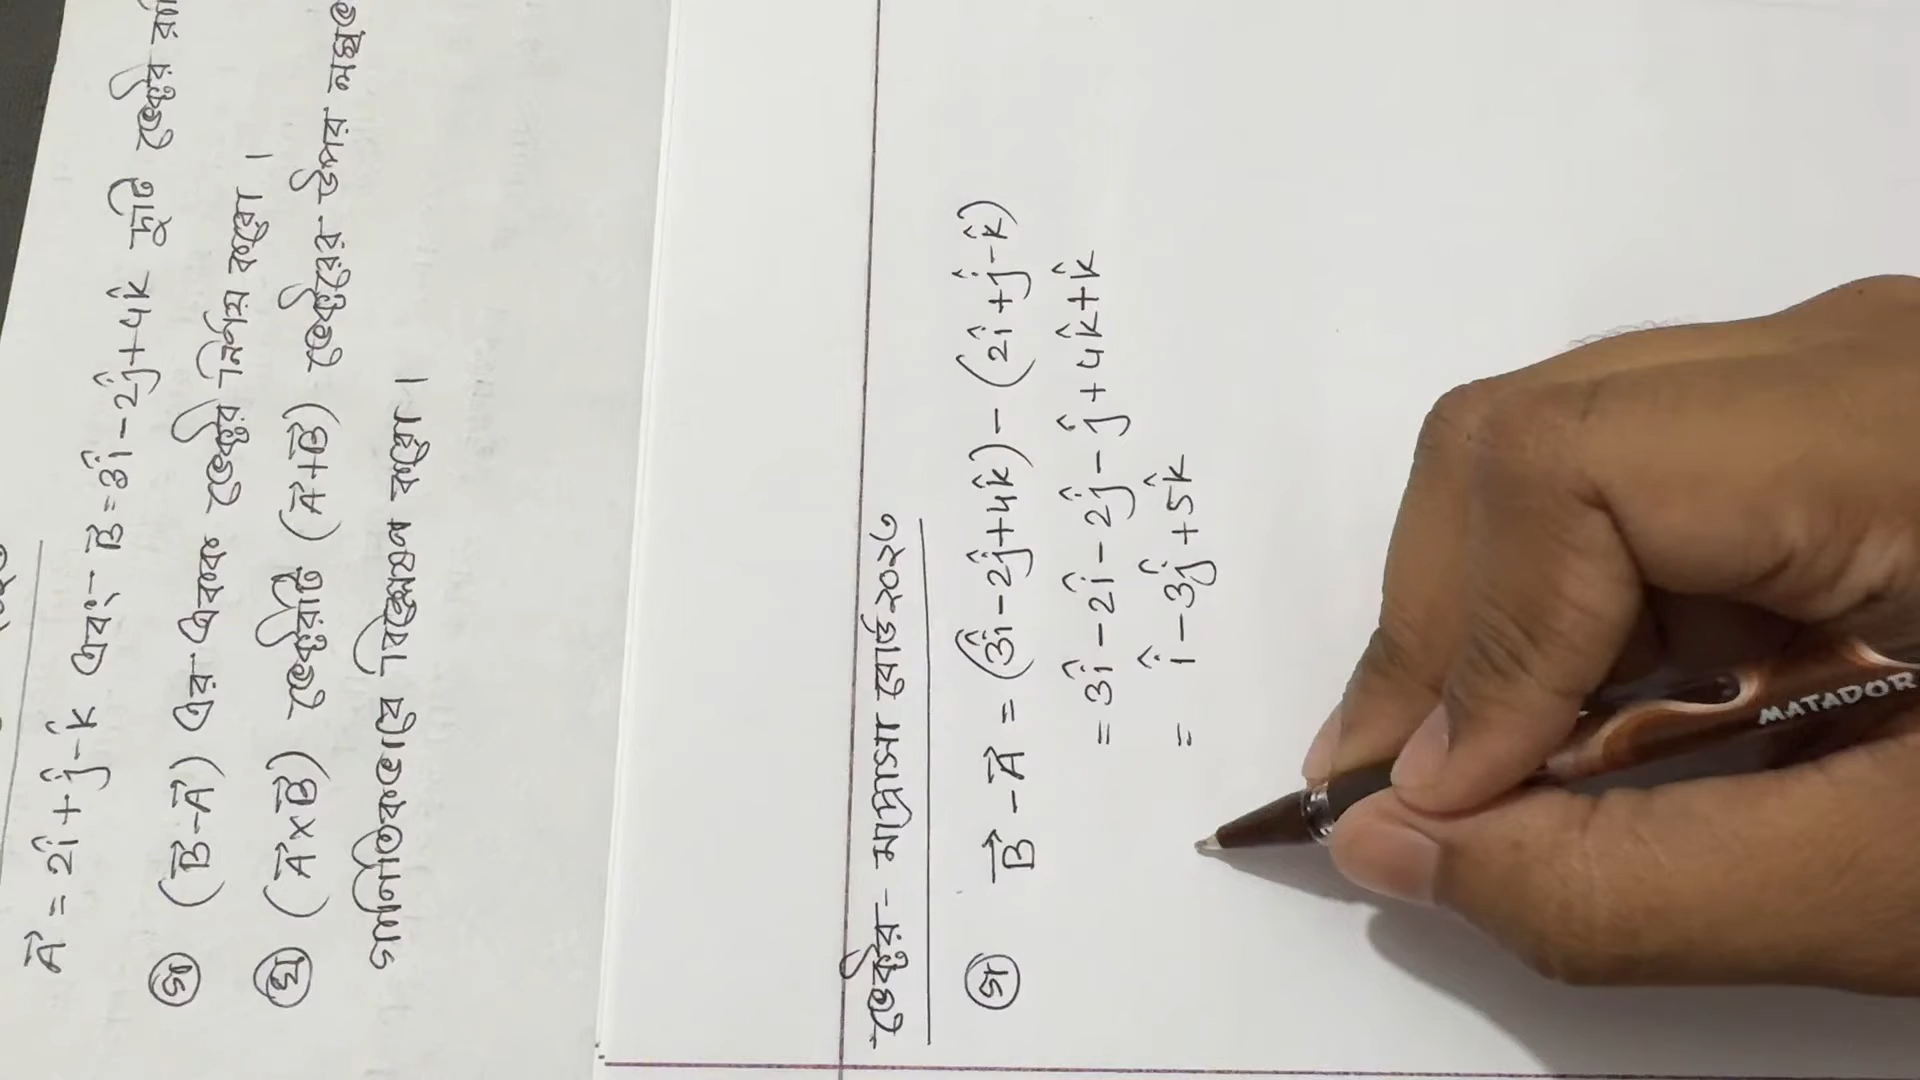 A⃗ = 2î + ĵ - k̂ এবং- B⃗ = 3î - 2ĵ + 4k̂ দুটি ভেক্টর
গ (B⃗ - A⃗) এর একক ভেক্টর নির্ণয় করো।
ঘ (A⃗ × B⃗) ভেক্টরটি (A⃗ + B⃗) ভেক্টরের উপর লম্ব
গাণিতিকভাবে বিশ্লেষণ করো।
ভেক্টর - মাদ্রাসা বোর্ড ২০২৩
গ B⃗ - A⃗ = (3î - 2ĵ + 4k̂) - (2î + ĵ - k̂)
= 3î - 2î - 2ĵ - ĵ + 4k̂ + k̂
= î - 3ĵ + 5k̂
MATADOR